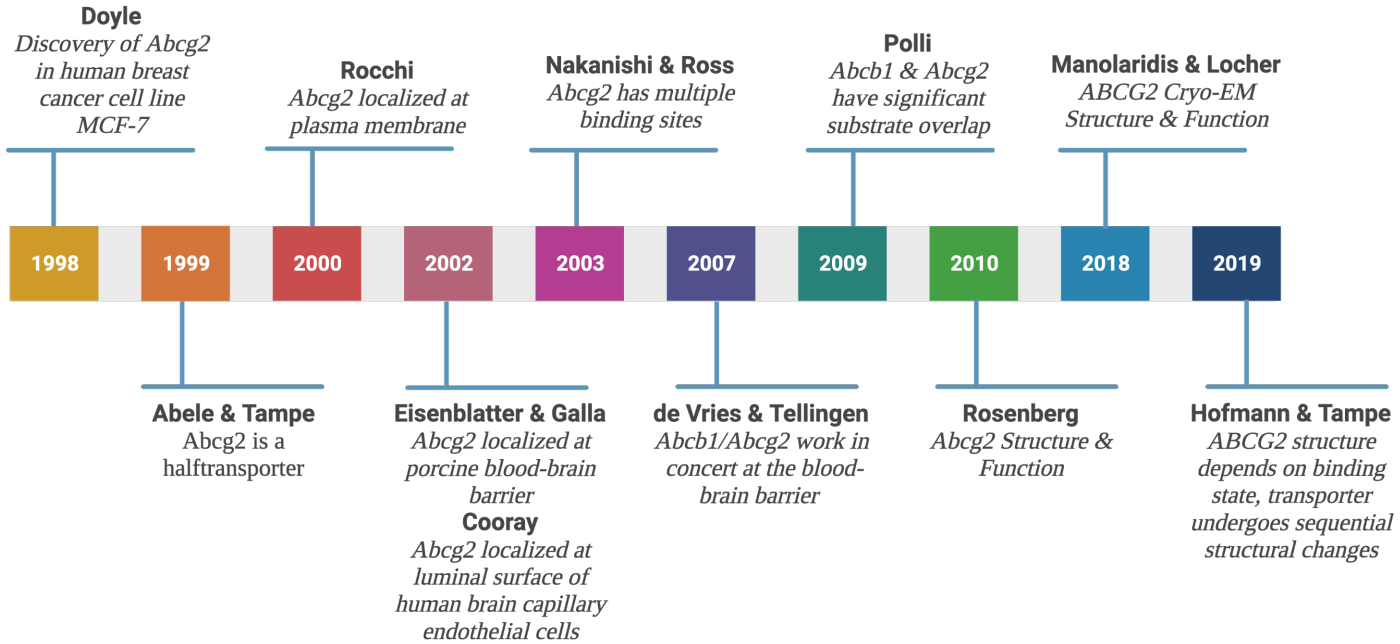 Doyle
Discovery of Abcg2
in human breast
cancer cell line
MCF-7
Rocchi
Abcg2 localized at
plasma membrane
Nakanishi & Ross
Abcg2 has multiple
binding sites
Polli
Abcb1 & Abcg2
have significant
substrate overlap
Manolaridis & Locher
ABCG2 Cryo-EM
Structure & Function
1998
1999
2000
2002
2003
2007
2009
2010
2018
2019
Abele & Tampe
Abcg2 is a
halftransporter
Eisenblatter & Galla
Abcg2 localized at
porcine blood-brain
barrier
Cooray
Abcg2 localized at
luminal surface of
human brain capillary
endothelial cells
de Vries & Tellingen
Abcb1/Abcg2 work in
concert at the blood-
brain barrier
Rosenberg
Abcg2 Structure &
Function
Hofmann & Tampe
ABCG2 structure
depends on binding
state, transporter
undergoes sequential
structural changes